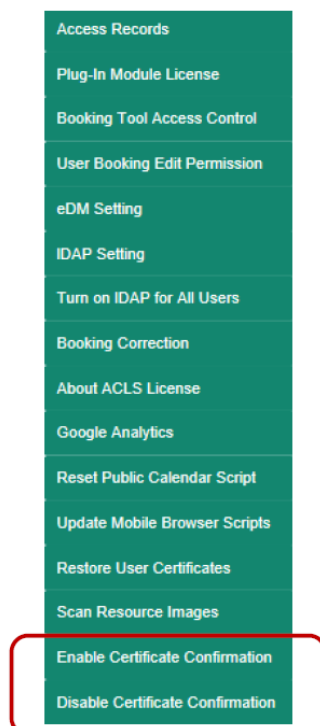 Access Records
Plug-In Module License
Booking Tool Access Control
User Booking Edit Permission
eDM Setting
IDAP Setting
Turn on IDAP for All Users
Booking Correction
About ACLS License
Google Analytics
Reset Public Calendar Script
Update Mobile Browser Scripts
Restore User Certificates
Scan Resource Images
Enable Certificate Confirmation
Disable Certificate Confirmation